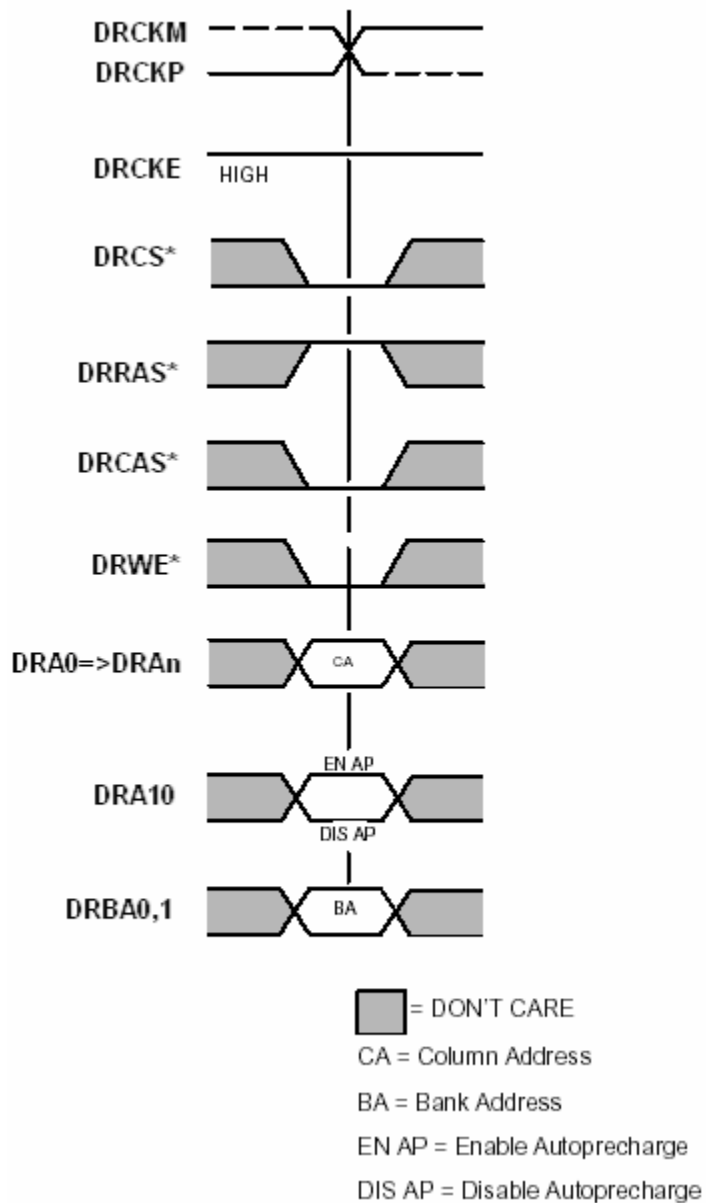 DRCKM
DRCKP
DRCKE
HIGH
DRCS*
DRRAS*
DRCAS*
DRWE*
DRA0=>DRAn
CA
EN AP
DRA10
DIS AP
DRBA0,1
BA
= DON'T CARE
CA = Column Address
BA = Bank Address
EN AP = Enable Autoprecharge
DIS AP = Disable Autoprecharge